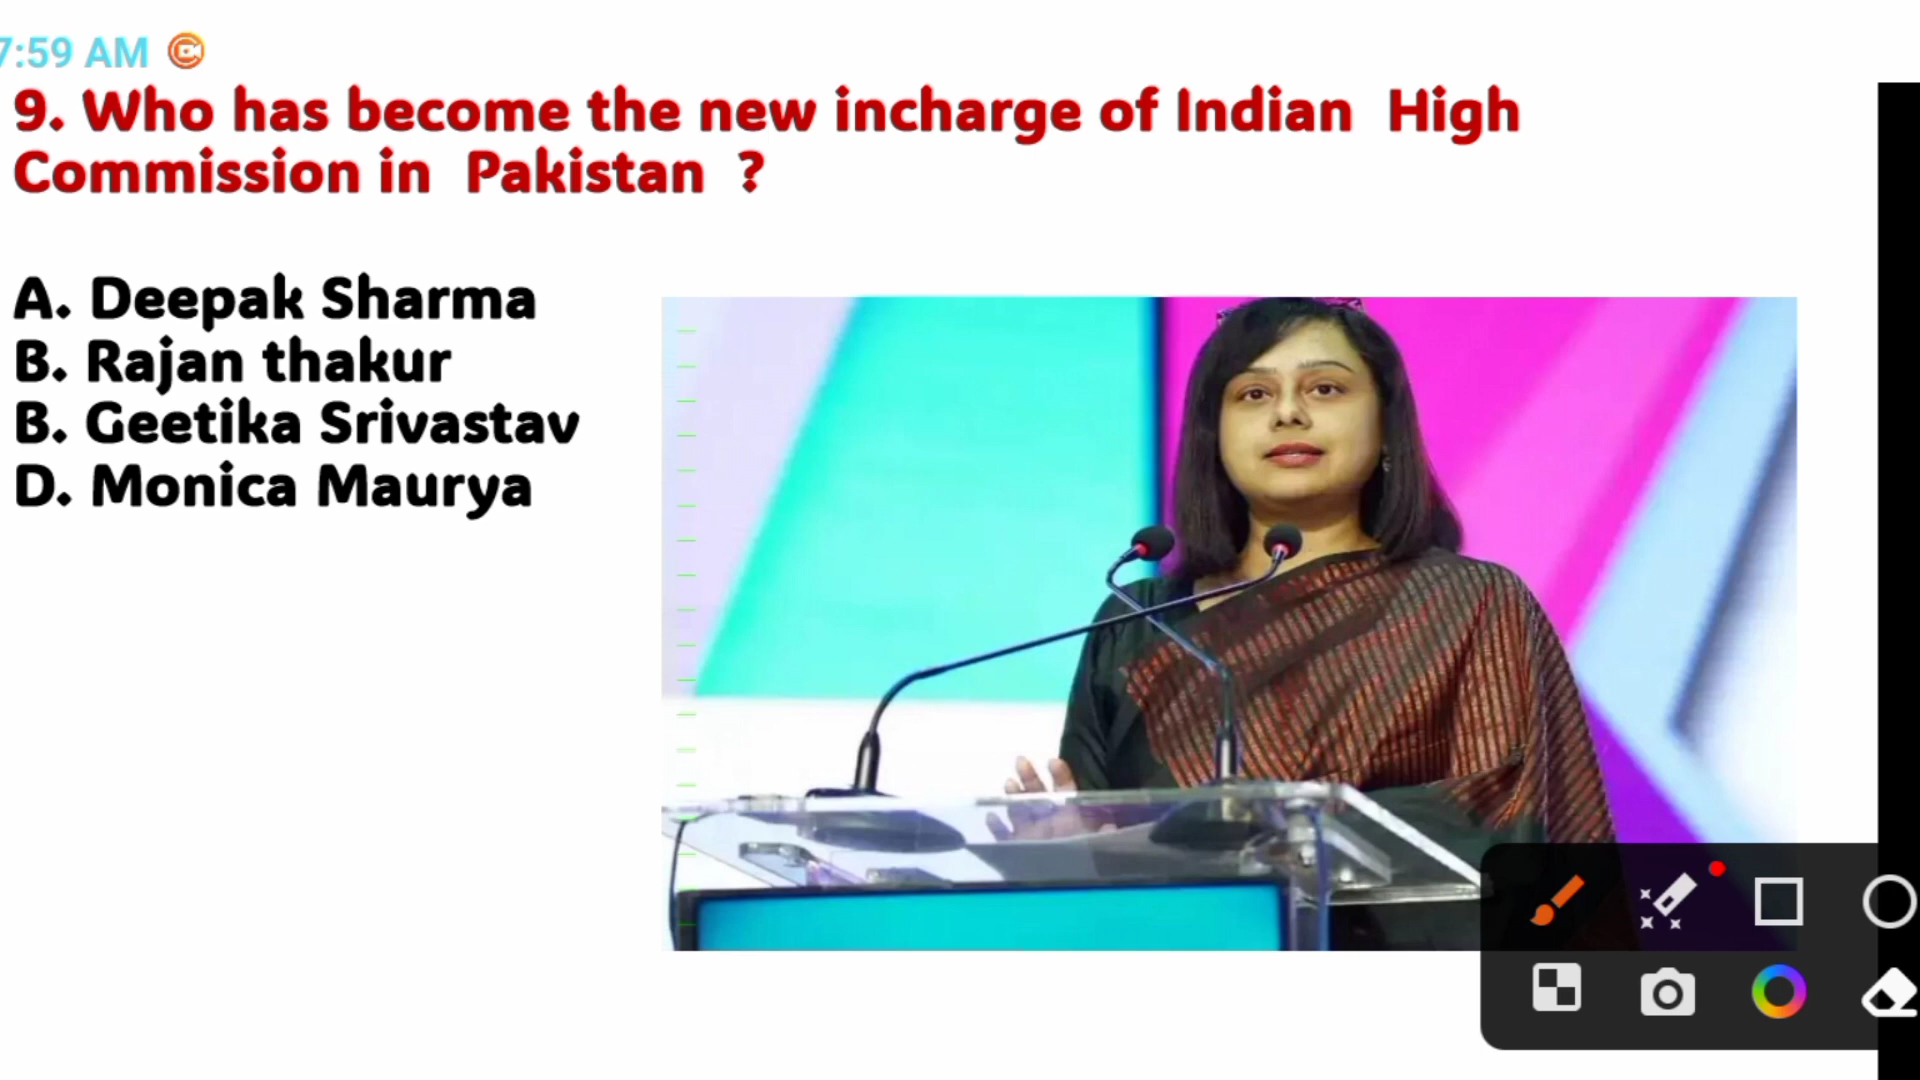 7:59 AM
9. Who has become the new incharge of Indian High
Commission in Pakistan ?
A. Deepak Sharma
B. Rajan thakur
B. Geetika Srivastav
D. Monica Maurya